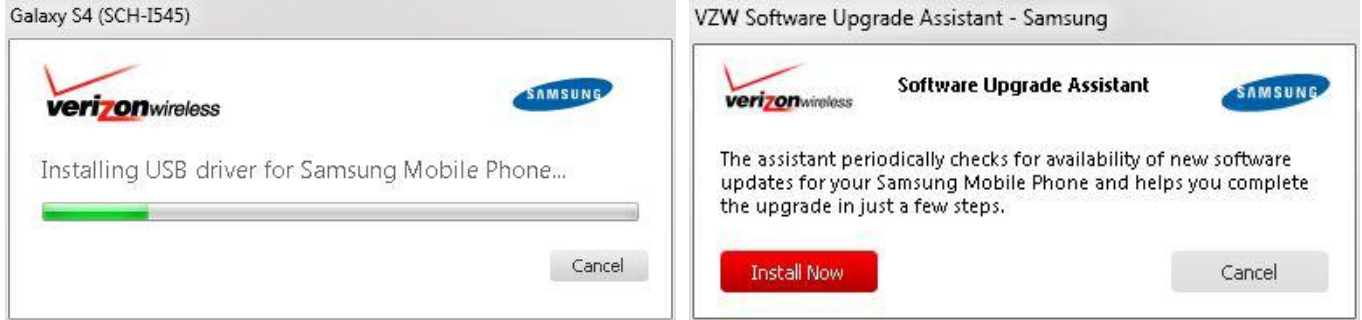 Galaxy S4 (SCH-I545)
verizonwireless
SAMSUNG
Installing USB driver for Samsung Mobile Phone...
Cancel
VZW Software Upgrade Assistant - Samsung
verizonwireless
Software Upgrade Assistant
SAMSUNG
The assistant periodically checks for availability of new software
updates for your Samsung Mobile Phone and helps you complete
the upgrade in just a few steps.
Install Now
Cancel